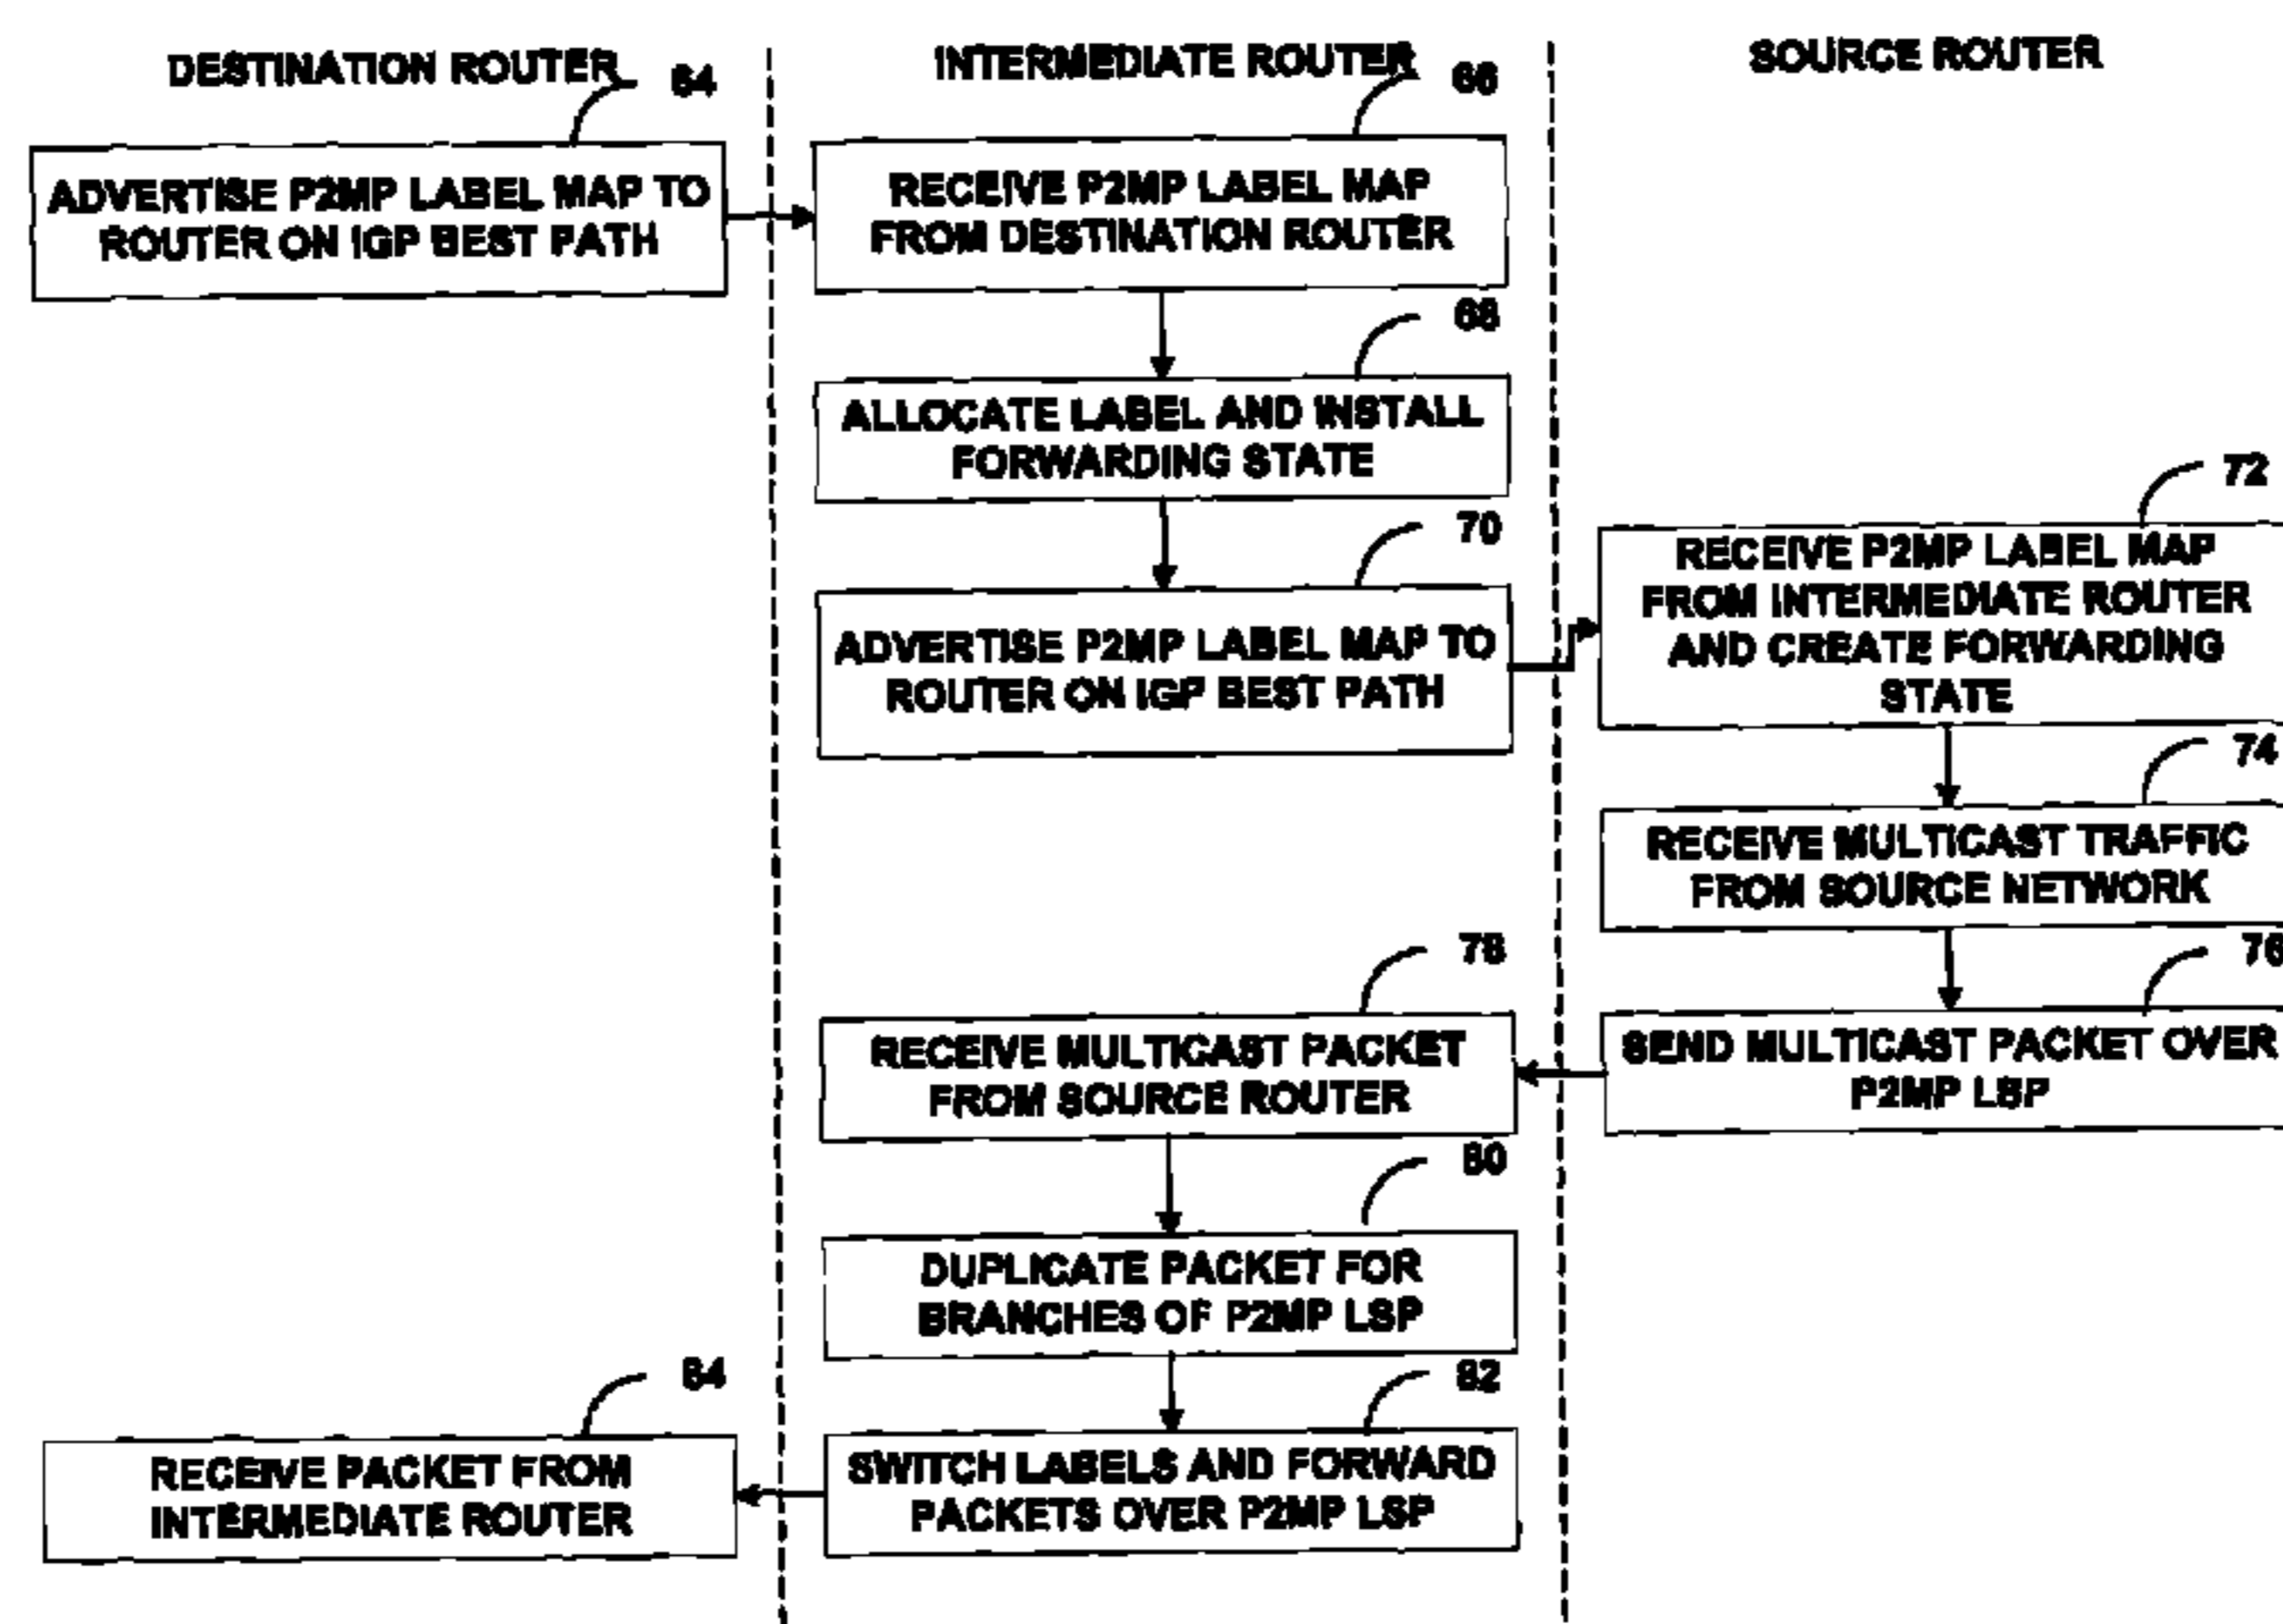 DESTINATION ROUTER
64
ADVERTISE P2MP LABEL MAP TO
ROUTER ON IGP BEST PATH
INTERMEDIATE ROUTER
66
RECEIVE P2MP LABEL MAP
FROM DESTINATION ROUTER
68
ALLOCATE LABEL AND INSTALL
FORWARDING STATE
70
ADVERTISE P2MP LABEL MAP TO
ROUTER ON IGP BEST PATH
SOURCE ROUTER
72
RECEIVE P2MP LABEL MAP
FROM INTERMEDIATE ROUTER
AND CREATE FORWARDING
STATE
74
RECEIVE MULTICAST TRAFFIC
FROM SOURCE NETWORK
76
SEND MULTICAST PACKET OVER
P2MP LSP
78
RECEIVE MULTICAST PACKET
FROM SOURCE ROUTER
80
DUPLICATE PACKET FOR
BRANCHES OF P2MP LSP
82
SWITCH LABELS AND FORWARD
PACKETS OVER P2MP LSP
84
RECEIVE PACKET FROM
INTERMEDIATE ROUTER